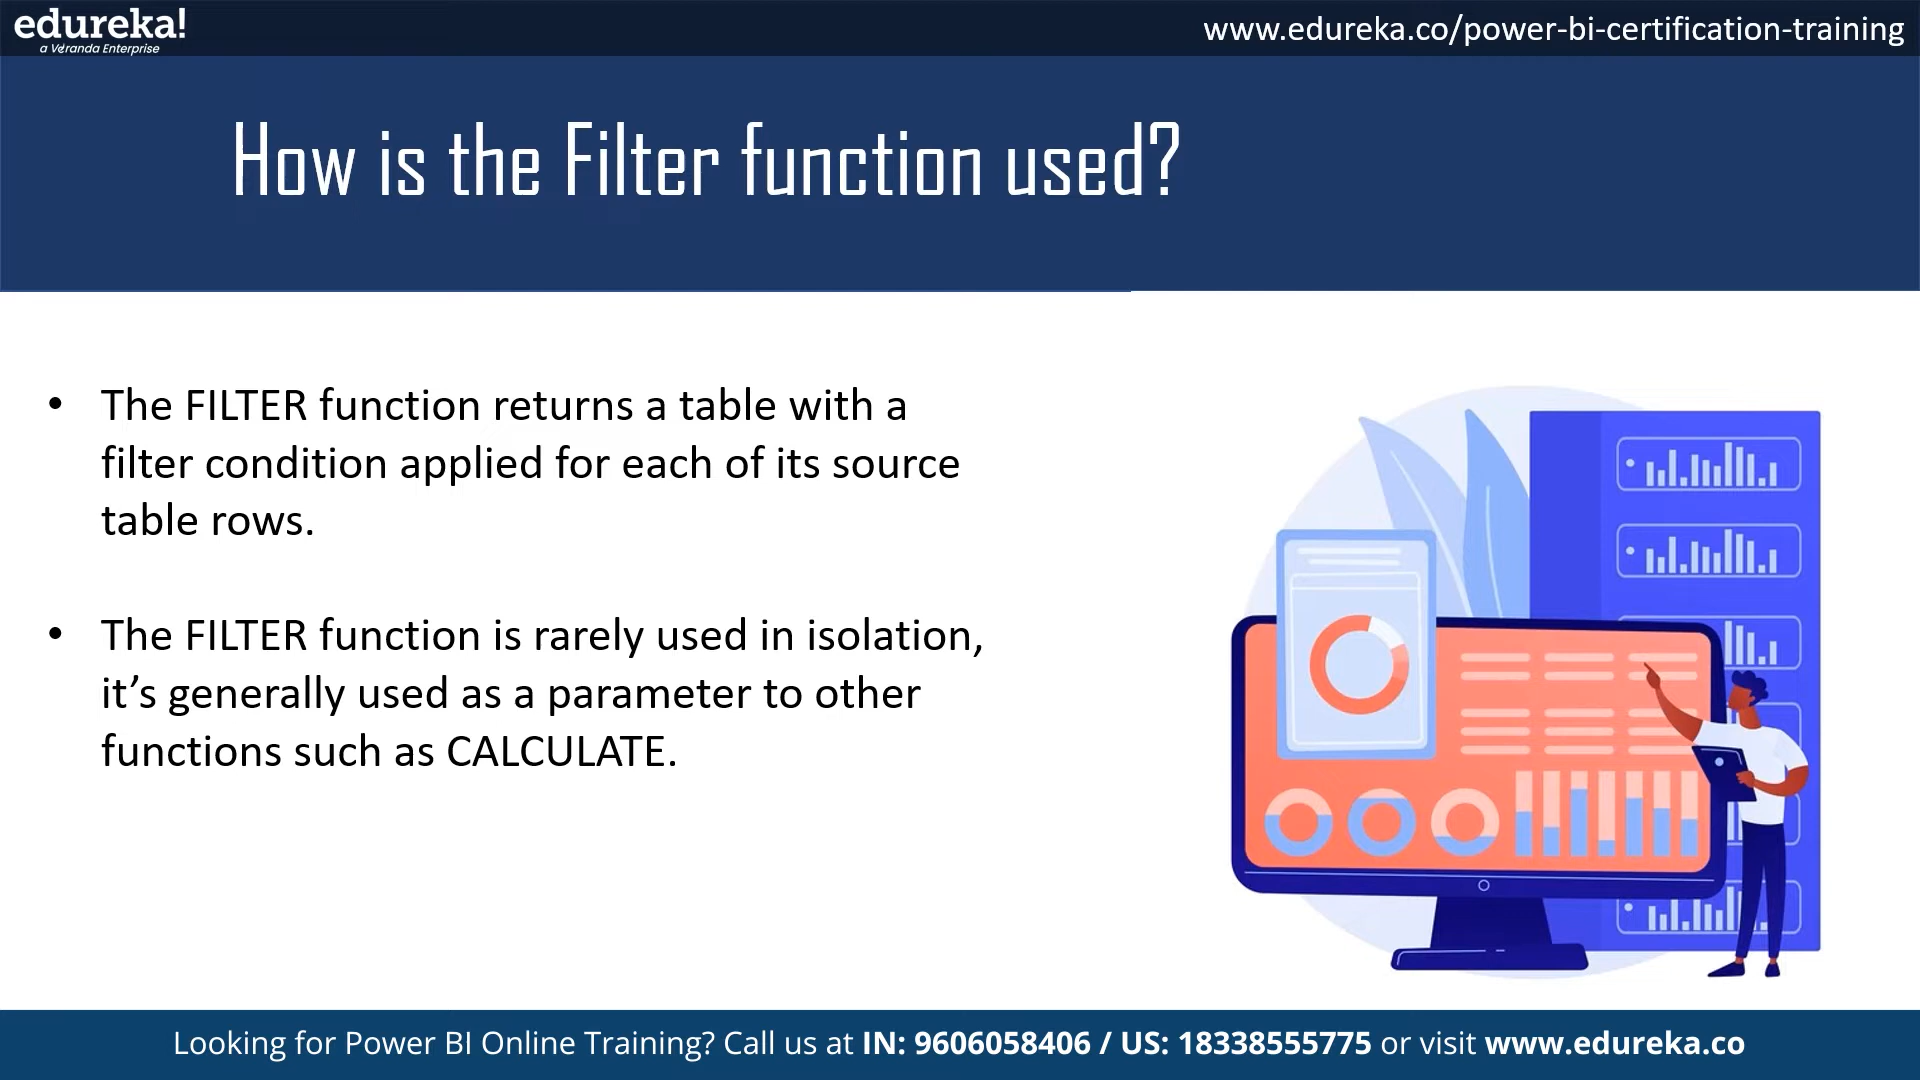 edureka!
a Veranda Enterprise
www.edureka.co/power-bi-certification-training
How is the Filter function used?
• The FILTER function returns a table with a
filter condition applied for each of its source
table rows.
• The FILTER function is rarely used in isolation,
it’s generally used as a parameter to other
functions such as CALCULATE.
Looking for Power BI Online Training? Call us at IN: 9606058406 / US: 18338555775 or visit www.edureka.co